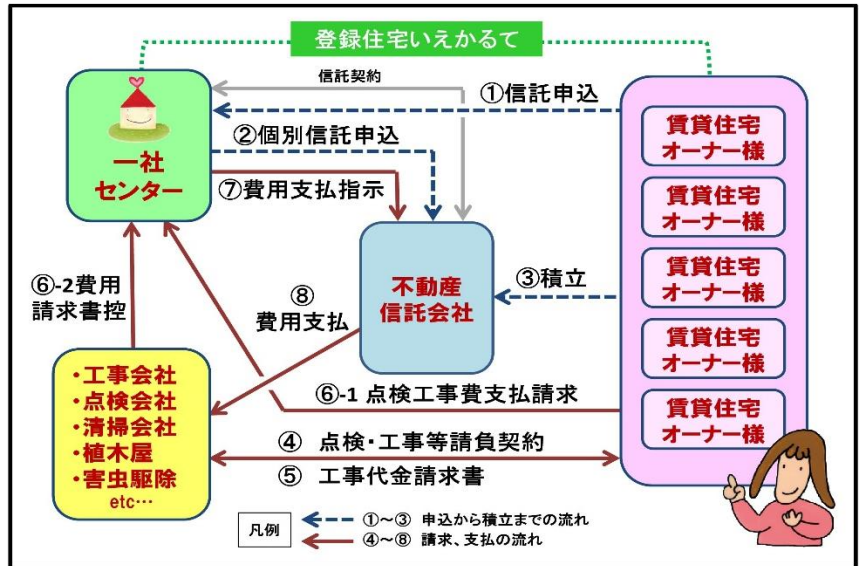 登録住宅いえかるて
信託契約
①信託申込
一社
センター
②個別信託申込
⑦費用支払指示
賃貸住宅
オーナー様
賃貸住宅
オーナー様
賃貸住宅
オーナー様
賃貸住宅
オーナー様
賃貸住宅
オーナー様
不動産
信託会社
③積立
⑥-2費用
請求書控
⑧
費用支払
・工事会社
・点検会社
・清掃会社
・植木屋
・害虫駆除
etc…
⑥-1 点検工事費支払請求
④ 点検・工事等請負契約
⑤ 工事代金請求書
凡例
①～③ 申込から積立までの流れ
④～⑧ 請求、支払の流れ